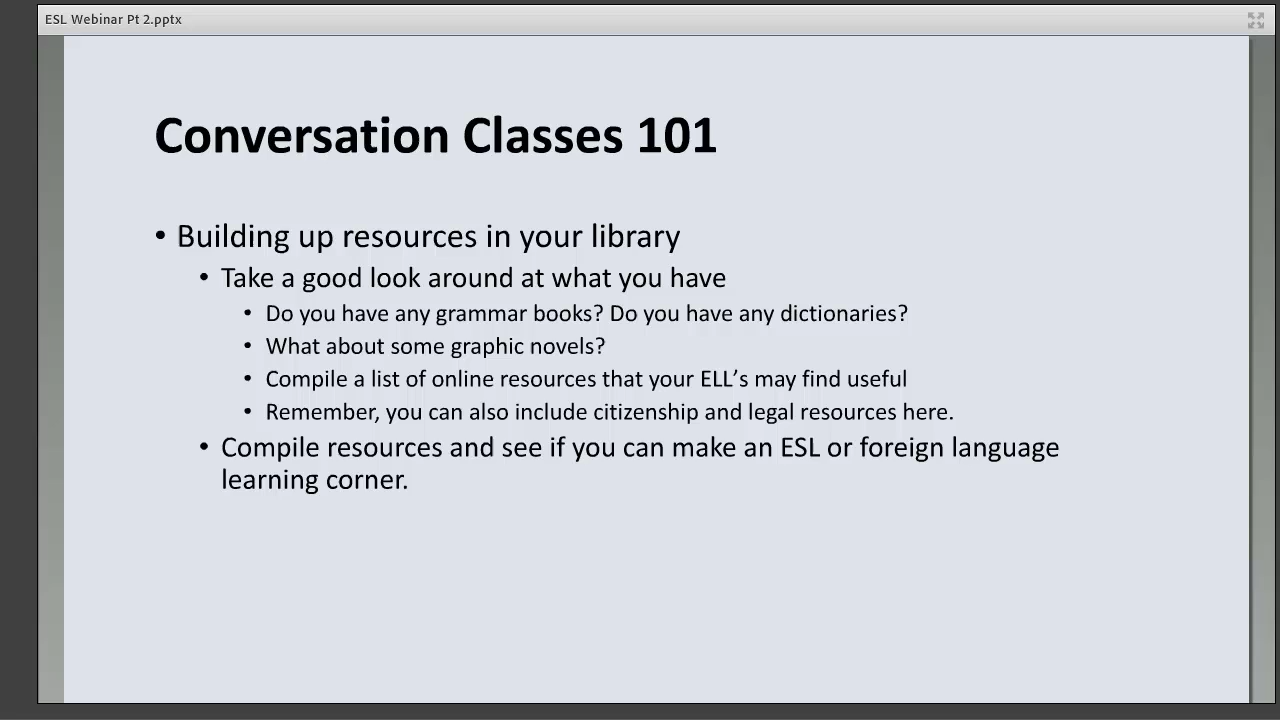 ESL Webinar Pt 2.pptx
Conversation Classes 101
• Building up resources in your library
• Take a good look around at what you have
• Do you have any grammar books? Do you have any dictionaries?
• What about some graphic novels?
• Compile a list of online resources that your ELL’s may find useful
• Remember, you can also include citizenship and legal resources here.
• Compile resources and see if you can make an ESL or foreign language
learning corner.